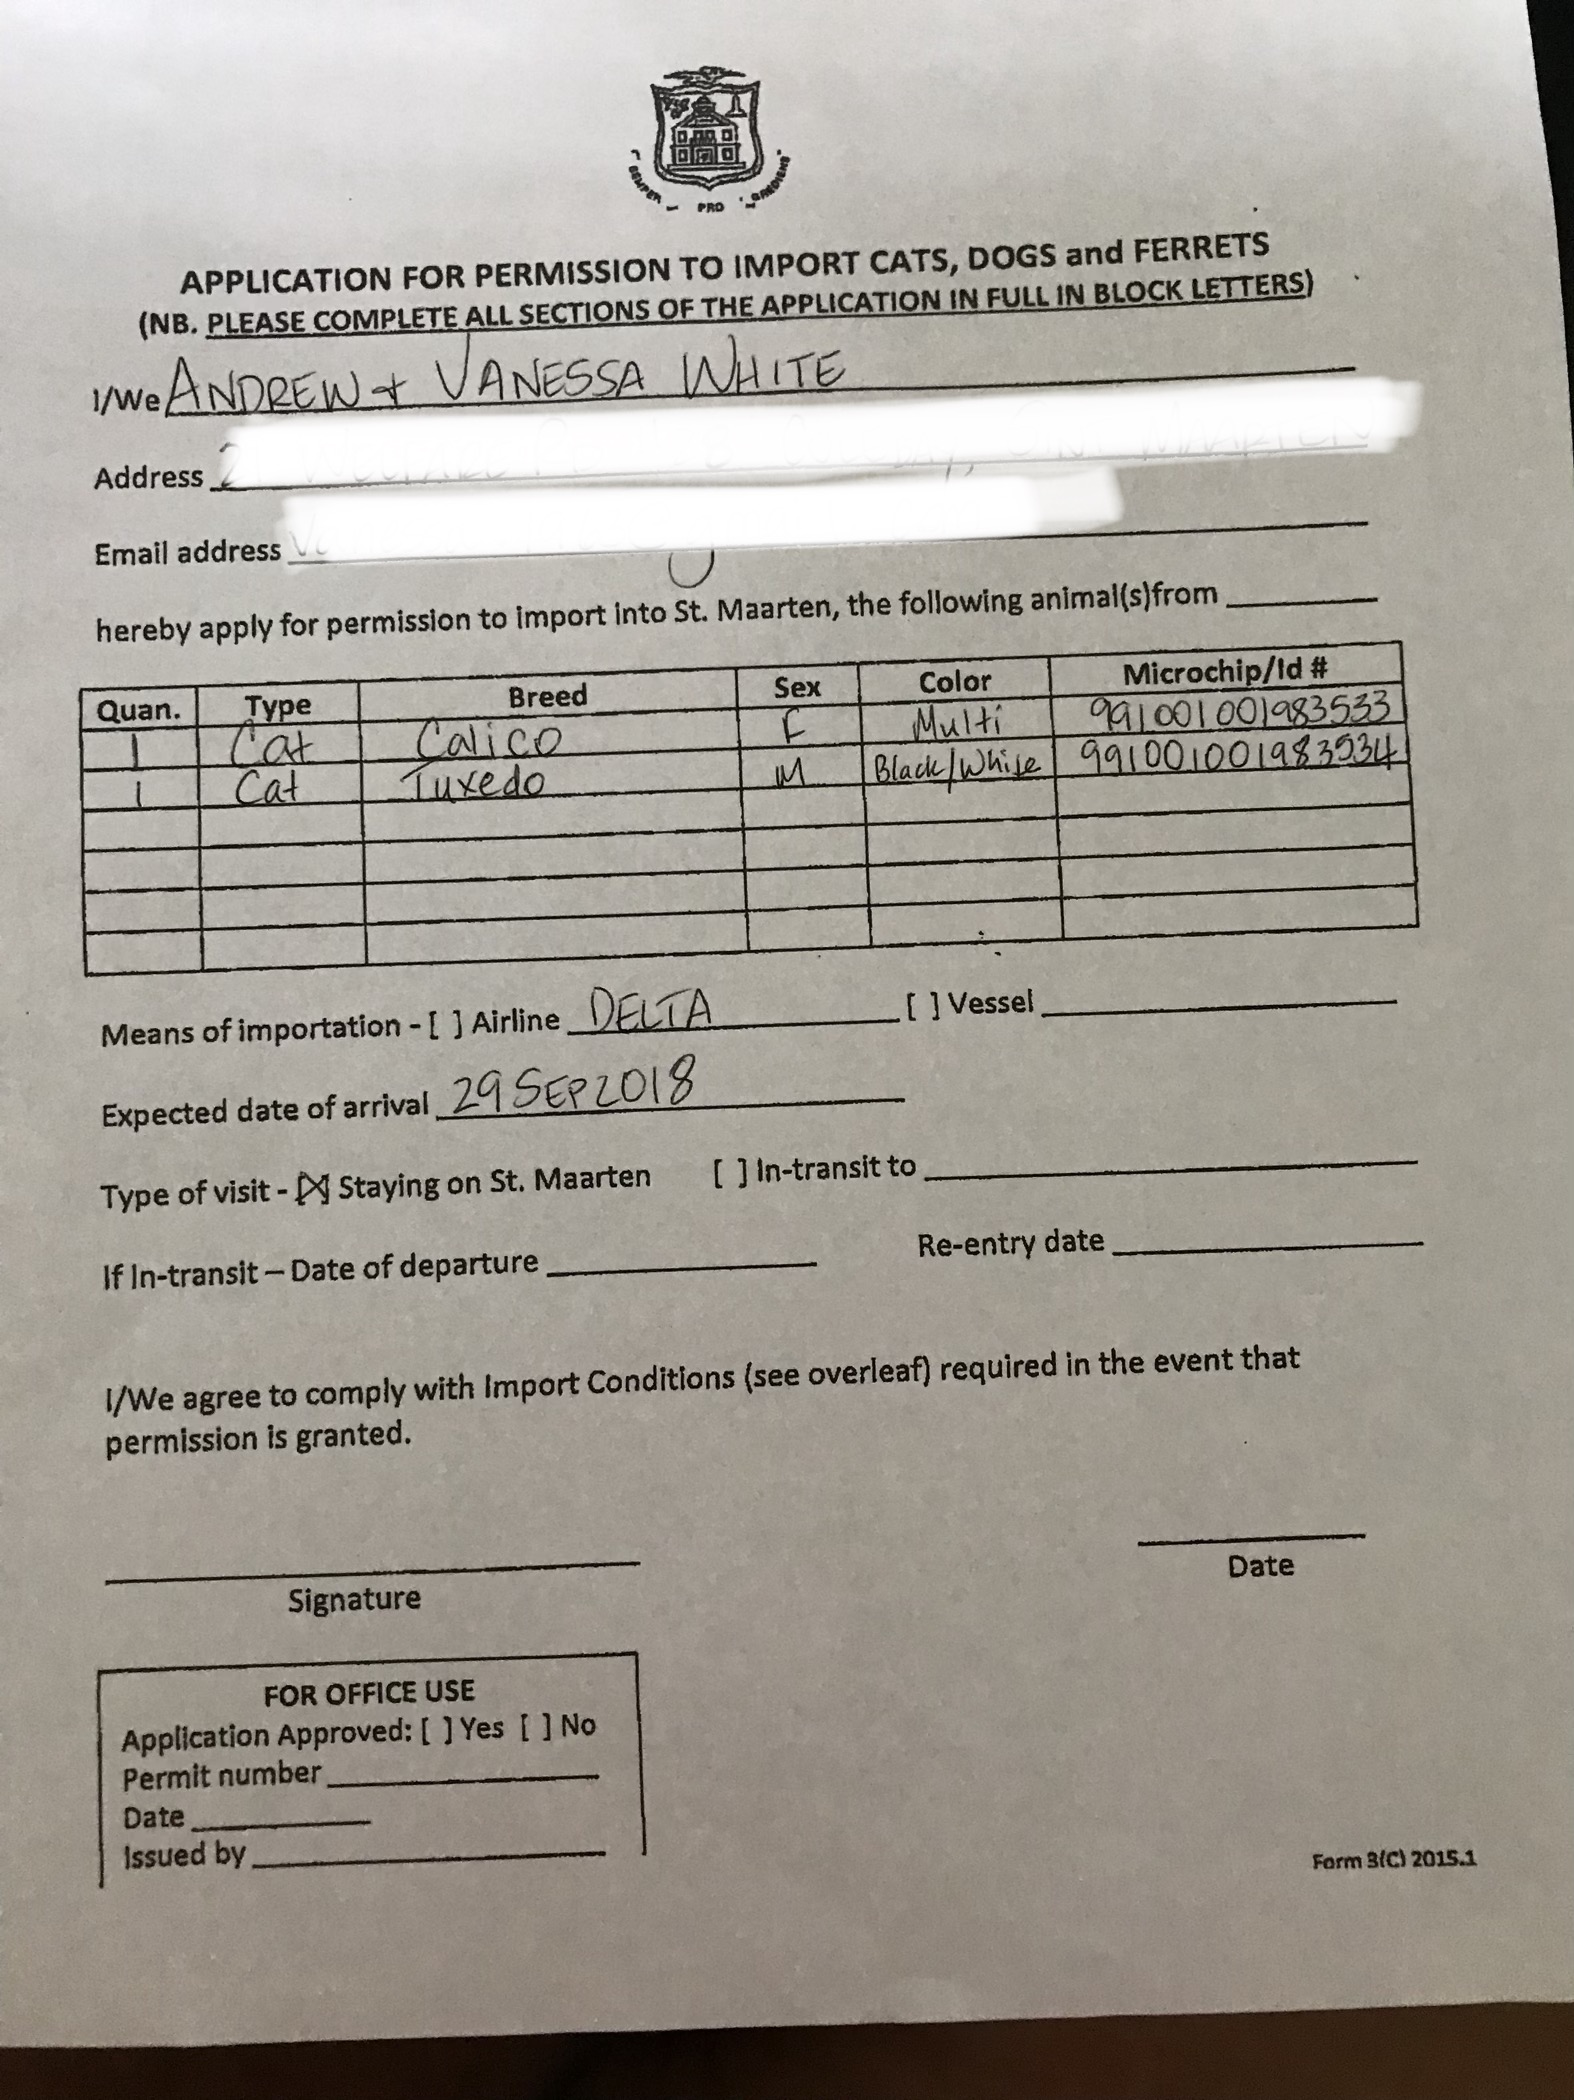 SEMPER PRO GREDIENS
APPLICATION FOR PERMISSION TO IMPORT CATS, DOGS and FERRETS
(NB. PLEASE COMPLETE ALL SECTIONS OF THE APPLICATION IN FULL IN BLOCK LETTERS)
I/We ANDREW + VANESSA WHITE
Address
Email address
hereby apply for permission to import into St. Maarten, the following animal(s)from
Quan. Type Breed Sex Color Microchip/Id #
1 Cat Calico F Multi 991001001983533
1 Cat Tuxedo M Black/White 991001001983534
Means of importation - [ ] Airline DELTA [ ] Vessel
Expected date of arrival 29 SEP 2018
Type of visit - [X] Staying on St. Maarten [ ] In-transit to
If In-transit – Date of departure Re-entry date
I/We agree to comply with Import Conditions (see overleaf) required in the event that
permission is granted.
Signature Date
FOR OFFICE USE
Application Approved: [ ] Yes [ ] No
Permit number
Date
Issued by
Form 3(C) 2015.1